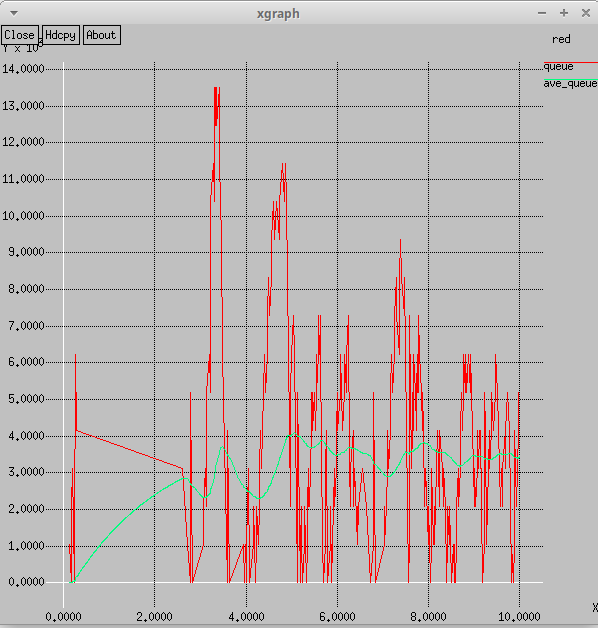 xgraph
Close Hdcpy About
Y x 10
red
queue
ave_queue
14.0000
13.0000
12.0000
11.0000
10.0000
9.0000
8.0000
7.0000
6.0000
5.0000
4.0000
3.0000
2.0000
1.0000
0.0000
X
0.0000 2.0000 4.0000 6.0000 8.0000 10.0000